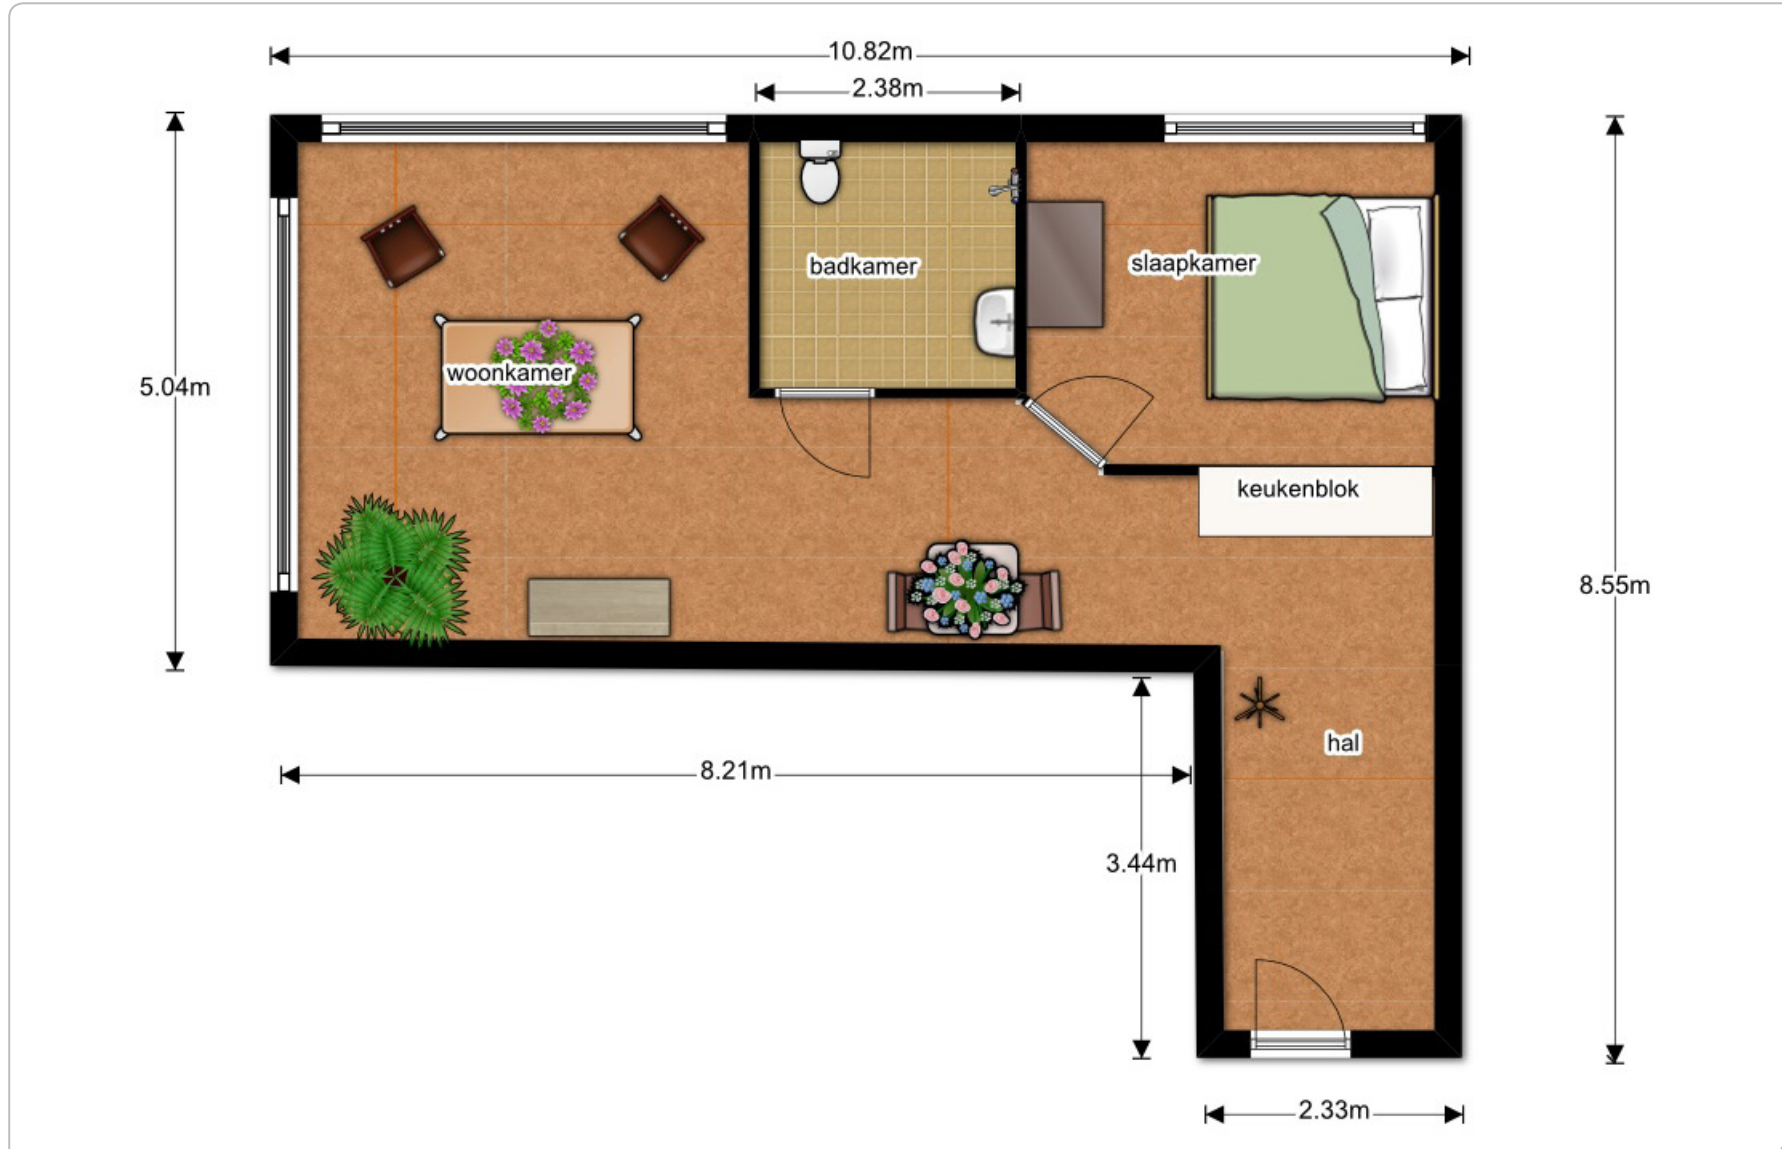 10.82m
2.38m
badkamer
slaapkamer
woonkamer
5.04m
keukenblok
8.55m
hal
8.21m
3.44m
2.33m